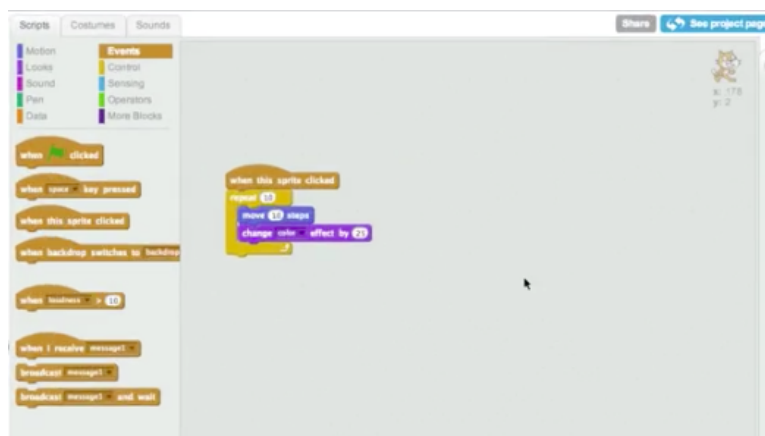 Scripts Costumes Sounds
Share See project page
Motion Events
Looks Control
Sound Sensing
Pen Operators
Data More Blocks
x: 178
y: 2
when clicked
when space key pressed
when this sprite clicked
when backdrop switches to backdrop
when loudness > 10
when I receive message1
broadcast message1
broadcast message1 and wait
when this sprite clicked
repeat 10
move 10 steps
change color effect by 25